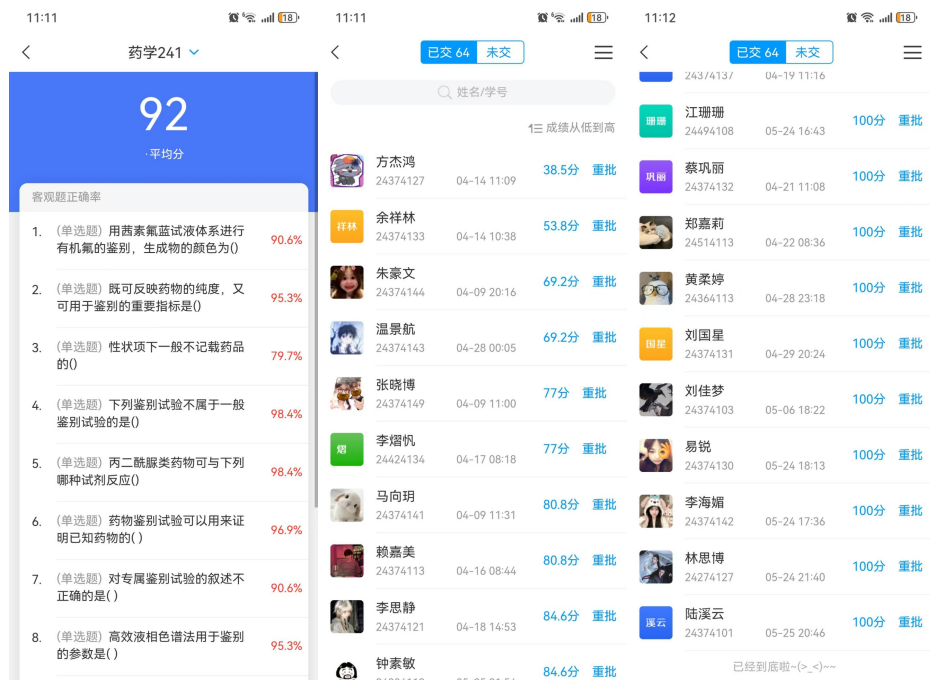 11:11
18
药学241
92
·平均分
客观题正确率
1. (单选题) 用茜素氟蓝试液体系进行
有机氟的鉴别，生成物的颜色为()
90.6%
2. (单选题) 既可反映药物的纯度，又
可用于鉴别的重要指标是()
95.3%
3. (单选题) 性状项下一般不记载药品
的()
79.7%
4. (单选题) 下列鉴别试验不属于一般
鉴别试验的是()
98.4%
5. (单选题) 丙二酰脲类药物可与下列
哪种试剂反应()
98.4%
6. (单选题) 药物鉴别试验可以用来证
明已知药物的( )
96.9%
7. (单选题) 对专属鉴别试验的叙述不
正确的是( )
90.6%
8. (单选题) 高效液相色谱法用于鉴别
的参数是( )
95.3%
11:11
18
已交 64 未交
姓名/学号
成绩从低到高
方杰鸿
24374127 04-14 11:09
38.5分 重批
祥林
余祥林
24374133 04-14 10:38
53.8分 重批
朱豪文
24374144 04-09 20:16
69.2分 重批
温景航
24374143 04-28 00:05
69.2分 重批
张晓博
24374149 04-09 11:00
77分 重批
熠
李熠帆
24424134 04-17 08:18
77分 重批
马向玥
24374141 04-09 11:31
80.8分 重批
赖嘉美
24374113 04-16 08:44
80.8分 重批
李思静
24374121 04-18 14:53
84.6分 重批
钟素敏
84.6分 重批
11:12
18
已交 64 未交
24374137 04-19 11:16
珊珊
江珊珊
24494108 05-24 16:43
100分 重批
巩丽
蔡巩丽
24374132 04-21 11:08
100分 重批
郑嘉莉
24514113 04-22 08:36
100分 重批
黄柔婷
24364113 04-28 23:18
100分 重批
国星
刘国星
24374131 04-29 20:24
100分 重批
刘佳梦
24374103 05-06 18:22
100分 重批
易锐
24374130 05-24 18:13
100分 重批
李海媚
24374142 05-24 17:36
100分 重批
林思博
24274127 05-24 21:40
100分 重批
溪云
陆溪云
24374101 05-25 20:46
100分 重批
已经到底啦~(>_<)~~